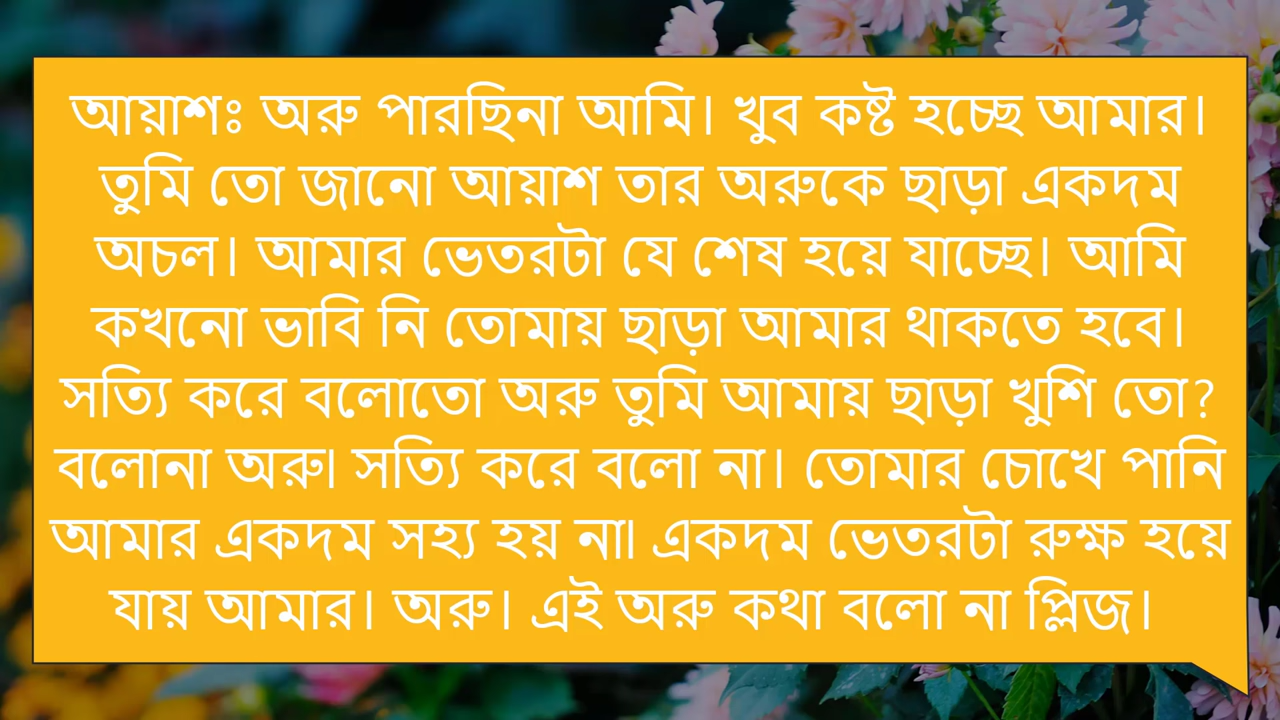 আয়াশঃ অরু পারছিনা আমি। খুব কষ্ট হচ্ছে আমার।
তুমি তো জানো আয়াশ তার অরুকে ছাড়া একদম
অচল। আমার ভেতরটা যে শেষ হয়ে যাচ্ছে। আমি
কখনো ভাবি নি তোমায় ছাড়া আমার থাকতে হবে।
সত্যি করে বলোতো অরু তুমি আমায় ছাড়া খুশি তো?
বলোনা অরু৷ সত্যি করে বলো না। তোমার চোখে পানি
আমার একদম সহ্য হয় না৷ একদম ভেতরটা রুক্ষ হয়ে
যায় আমার। অরু। এই অরু কথা বলো না প্লিজ।